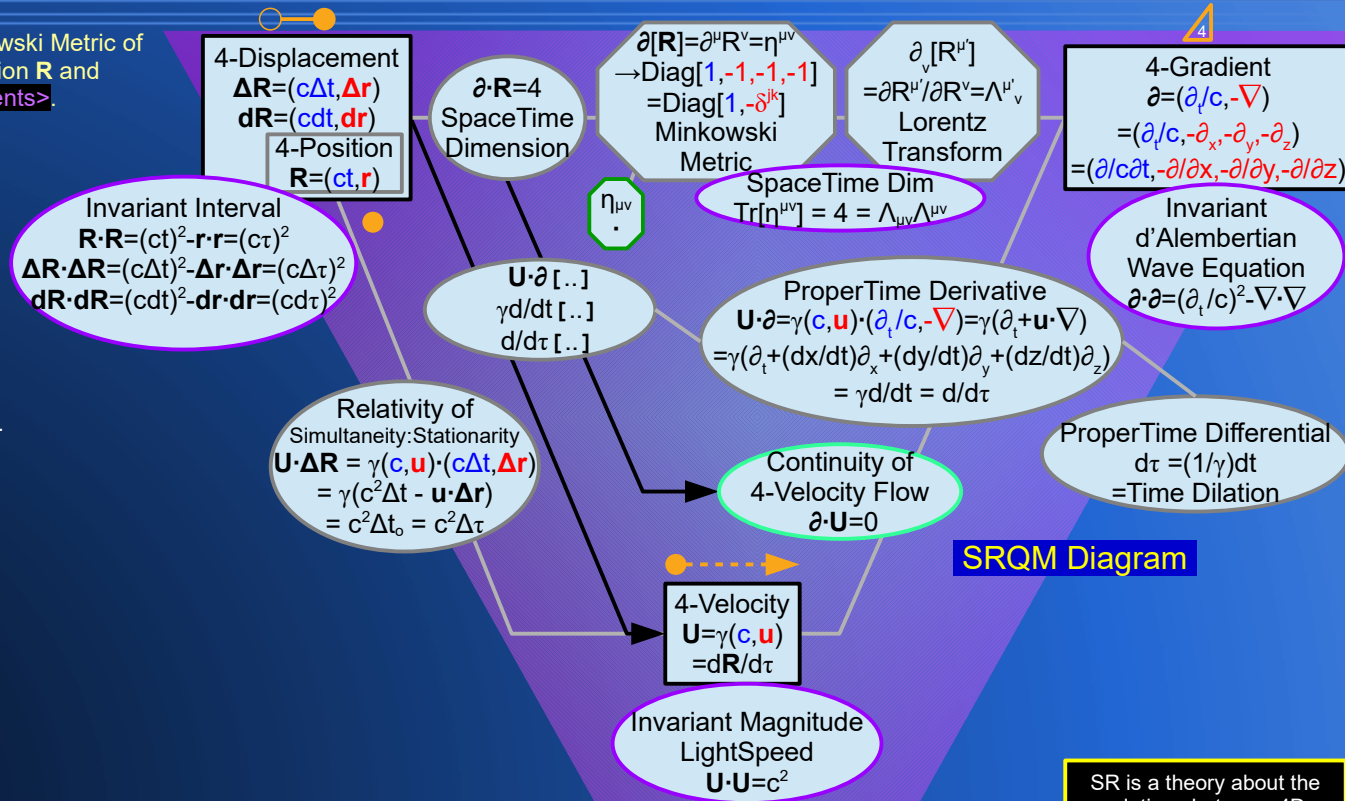 wski Metric of
ion R and
ents>.
4-Displacement
ΔR=(cΔt,Δr)
dR=(cdt,dr)
4-Position
R=(ct,r)
∂·R=4
SpaceTime
Dimension
∂[R]=∂^μR^ν=η^μν
→Diag[1,-1,-1,-1]
=Diag[1,-δ^jk]
Minkowski
Metric
∂_ν[R^μ']
=∂R^μ'/∂R^ν=Λ^μ'_ν
Lorentz
Transform
4
4-Gradient
∂=(∂_t/c,-∇)
=(∂_t/c,-∂_x,-∂_y,-∂_z)
=(∂/c∂t,-∂/∂x,-∂/∂y,-∂/∂z)
Invariant Interval
R·R=(ct)²-r·r=(cτ)²
ΔR·ΔR=(cΔt)²-Δr·Δr=(cΔτ)²
dR·dR=(cdt)²-dr·dr=(cdτ)²
η_μν
·
SpaceTime Dim
Tr[η^μν] = 4 = Λ_μνΛ^μν
Invariant
d'Alembertian
Wave Equation
∂·∂=(∂_t/c)²-∇·∇
U·∂ [..]
γd/dt [..]
d/dτ [..]
ProperTime Derivative
U·∂=γ(c,u)·(∂_t/c,-∇)=γ(∂_t+u·∇)
=γ(∂_t+(dx/dt)∂_x+(dy/dt)∂_y+(dz/dt)∂_z)
= γd/dt = d/dτ
Relativity of
Simultaneity:Stationarity
U·ΔR = γ(c,u)·(cΔt,Δr)
= γ(c²Δt - u·Δr)
= c²Δt_o = c²Δτ
ProperTime Differential
dτ =(1/γ)dt
=Time Dilation
Continuity of
4-Velocity Flow
∂·U=0
SRQM Diagram
4-Velocity
U=γ(c,u)
=dR/dτ
Invariant Magnitude
LightSpeed
U·U=c²
SR is a theory about the